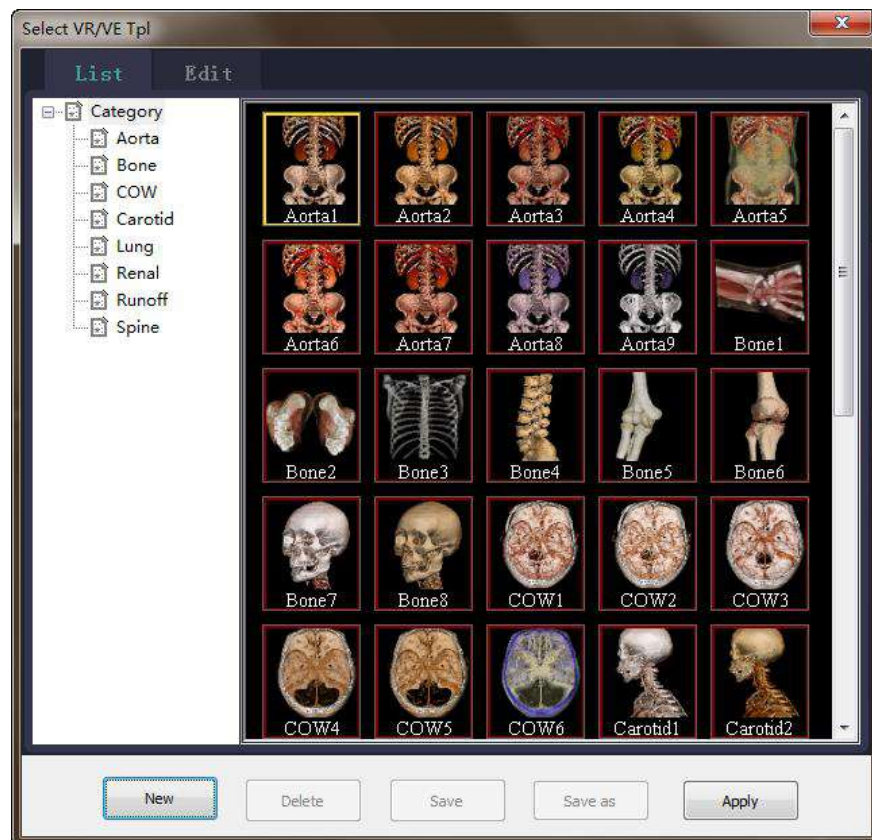 Select VR/VE Tpl
List Edit
Category
Aorta
Bone
COW
Carotid
Lung
Renal
Runoff
Spine
Aorta1 Aorta2 Aorta3 Aorta4 Aorta5
Aorta6 Aorta7 Aorta8 Aorta9 Bone1
Bone2 Bone3 Bone4 Bone5 Bone6
Bone7 Bone8 COW1 COW2 COW3
COW4 COW5 COW6 Carotid1 Carotid2
New Delete Save Save as Apply